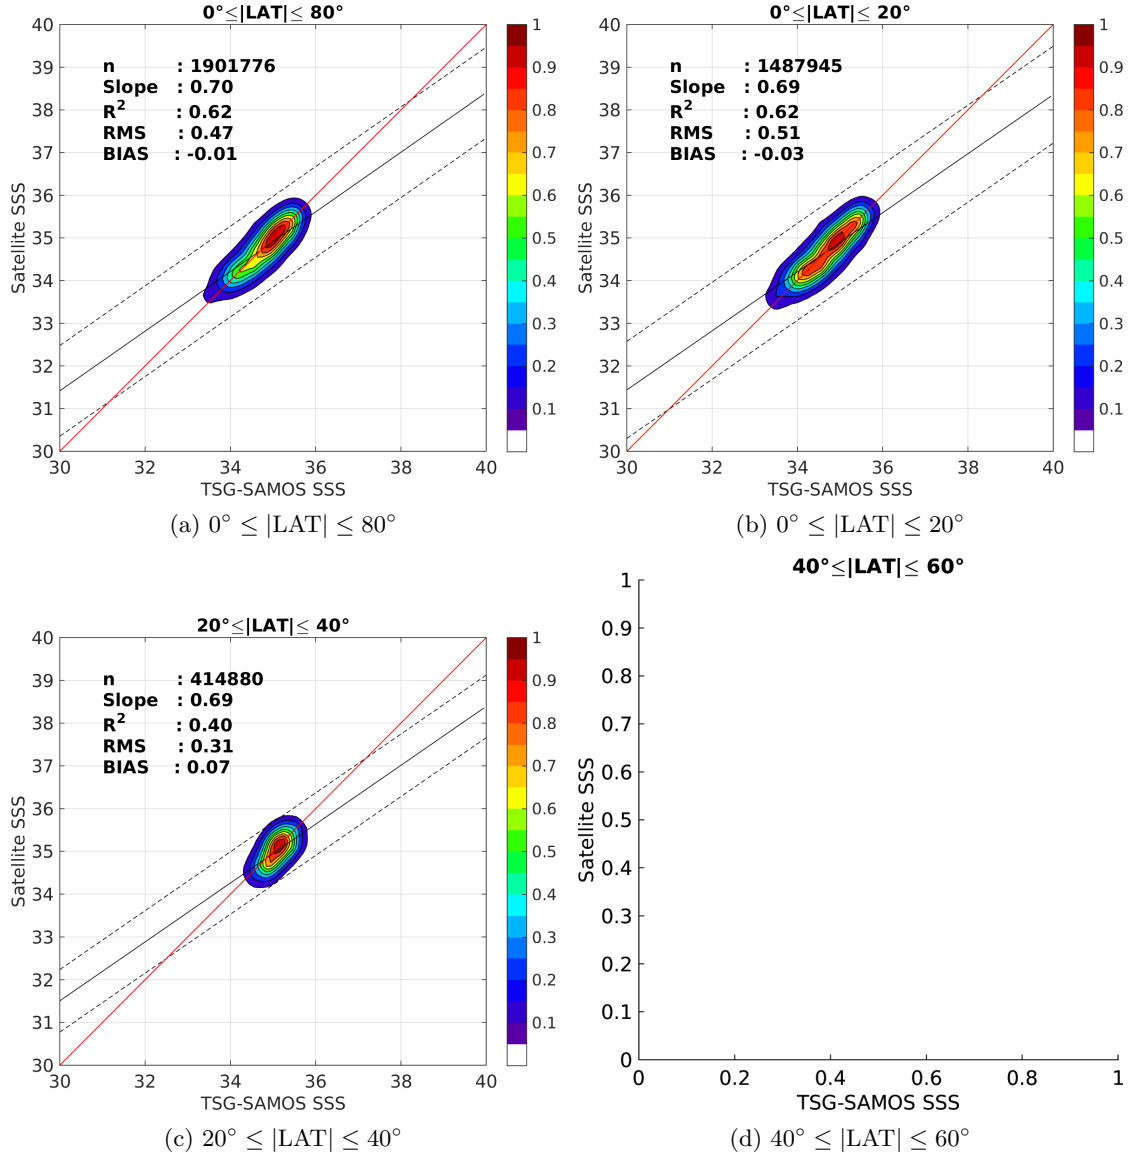 0°≤|LAT|≤ 80°
n : 1901776
Slope : 0.70
R2 : 0.62
RMS : 0.47
BIAS : -0.01
Satellite SSS
40
39
38
37
36
35
34
33
32
31
30
30 32 34 36 38 40
TSG-SAMOS SSS
1
0.9
0.8
0.7
0.6
0.5
0.4
0.3
0.2
0.1
(a) 0° ≤ |LAT| ≤ 80°
0°≤|LAT|≤ 20°
n : 1487945
Slope : 0.69
R2 : 0.62
RMS : 0.51
BIAS : -0.03
Satellite SSS
40
39
38
37
36
35
34
33
32
31
30
30 32 34 36 38 40
TSG-SAMOS SSS
1
0.9
0.8
0.7
0.6
0.5
0.4
0.3
0.2
0.1
(b) 0° ≤ |LAT| ≤ 20°
20°≤|LAT|≤ 40°
n : 414880
Slope : 0.69
R2 : 0.40
RMS : 0.31
BIAS : 0.07
Satellite SSS
40
39
38
37
36
35
34
33
32
31
30
30 32 34 36 38 40
TSG-SAMOS SSS
1
0.9
0.8
0.7
0.6
0.5
0.4
0.3
0.2
0.1
(c) 20° ≤ |LAT| ≤ 40°
40°≤|LAT|≤ 60°
Satellite SSS
1
0.9
0.8
0.7
0.6
0.5
0.4
0.3
0.2
0.1
0
0 0.2 0.4 0.6 0.8 1
TSG-SAMOS SSS
(d) 40° ≤ |LAT| ≤ 60°